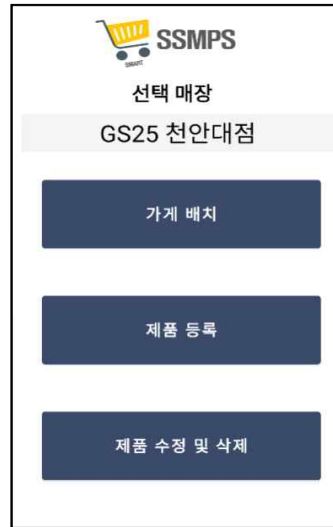 SSMPS
SMART
선택 매장
GS25 천안대점
가게 배치
제품 등록
제품 수정 및 삭제